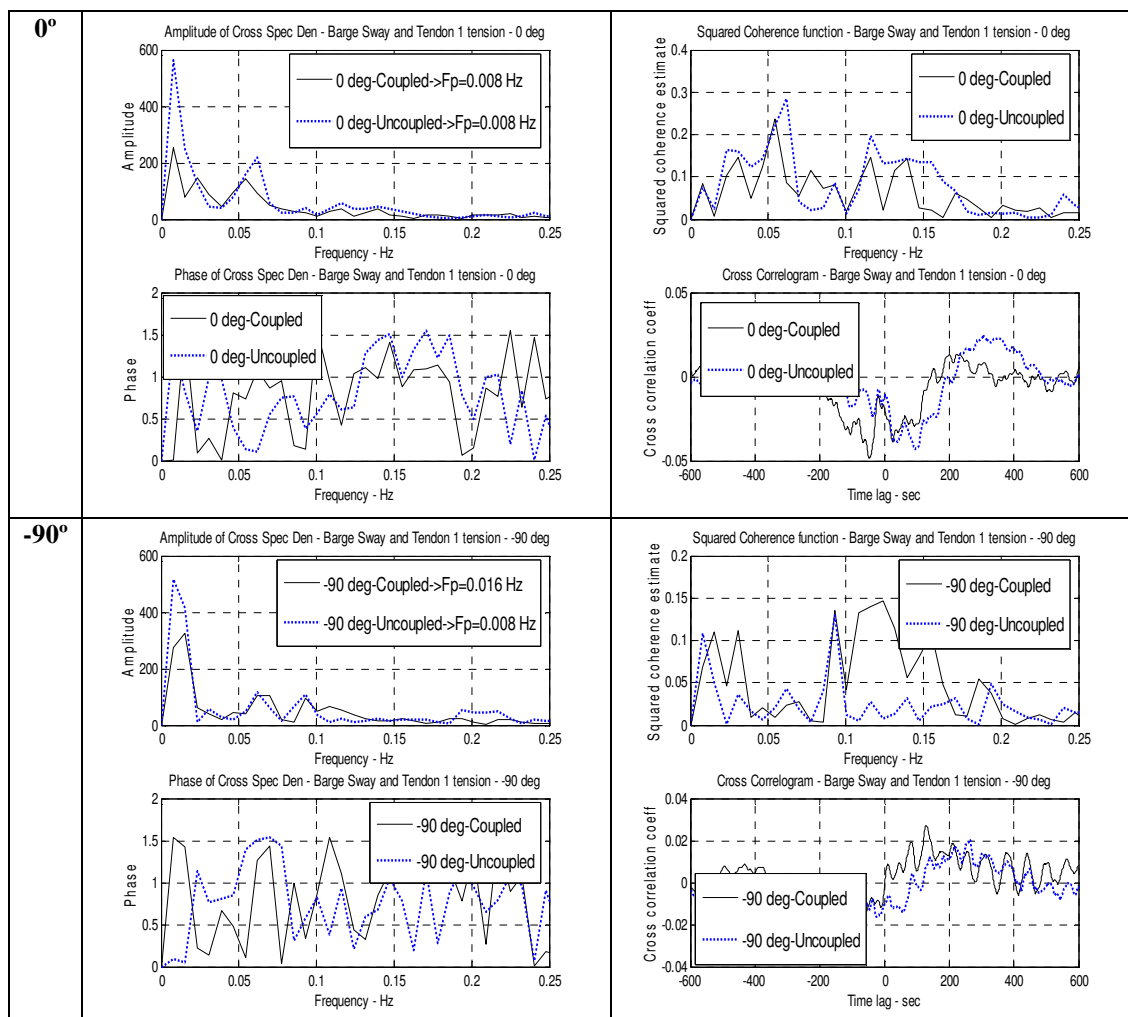 0º
Amplitude of Cross Spec Den - Barge Sway and Tendon 1 tension - 0 deg
600
400
200
0
Amplitude
0 deg-Coupled->Fp=0.008 Hz
0 deg-Uncoupled->Fp=0.008 Hz
0 0.05 0.1 0.15 0.2 0.25
Frequency - Hz
Squared Coherence function - Barge Sway and Tendon 1 tension - 0 deg
0.4
0.3
0.2
0.1
0
Squared coherence estimate
0 deg-Coupled
0 deg-Uncoupled
0 0.05 0.1 0.15 0.2 0.25
Frequency - Hz
Phase of Cross Spec Den - Barge Sway and Tendon 1 tension - 0 deg
2
1.5
1
0.5
0
Phase
0 deg-Coupled
0 deg-Uncoupled
0 0.05 0.1 0.15 0.2 0.25
Frequency - Hz
Cross Correlogram - Barge Sway and Tendon 1 tension - 0 deg
0.05
0
-0.05
Cross correlation coeff
0 deg-Coupled
0 deg-Uncoupled
-600 -400 -200 0 200 400 600
Time lag - sec
-90º
Amplitude of Cross Spec Den - Barge Sway and Tendon 1 tension - -90 deg
600
400
200
0
Amplitude
-90 deg-Coupled->Fp=0.016 Hz
-90 deg-Uncoupled->Fp=0.008 Hz
0 0.05 0.1 0.15 0.2 0.25
Frequency - Hz
Squared Coherence function - Barge Sway and Tendon 1 tension - -90 deg
0.2
0.15
0.1
0.05
0
Squared coherence estimate
-90 deg-Coupled
-90 deg-Uncoupled
0 0.05 0.1 0.15 0.2 0.25
Frequency - Hz
Phase of Cross Spec Den - Barge Sway and Tendon 1 tension - -90 deg
2
1.5
1
0.5
0
Phase
-90 deg-Coupled
-90 deg-Uncoupled
0 0.05 0.1 0.15 0.2 0.25
Frequency - Hz
Cross Correlogram - Barge Sway and Tendon 1 tension - -90 deg
0.04
0.02
0
-0.02
-0.04
Cross correlation coeff
-90 deg-Coupled
-90 deg-Uncoupled
-600 -400 -200 0 200 400 600
Time lag - sec